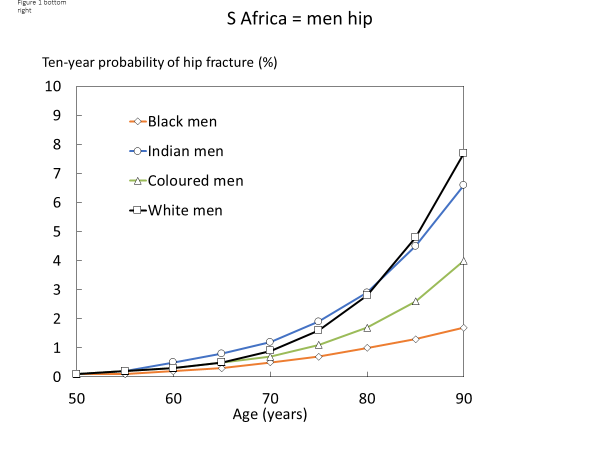 Figure 1 bottom
right
S Africa = men hip
Ten-year probability of hip fracture (%)
10
9
8
7
6
5
4
3
2
1
0
Black men
Indian men
Coloured men
White men
50 60 70 80 90
Age (years)